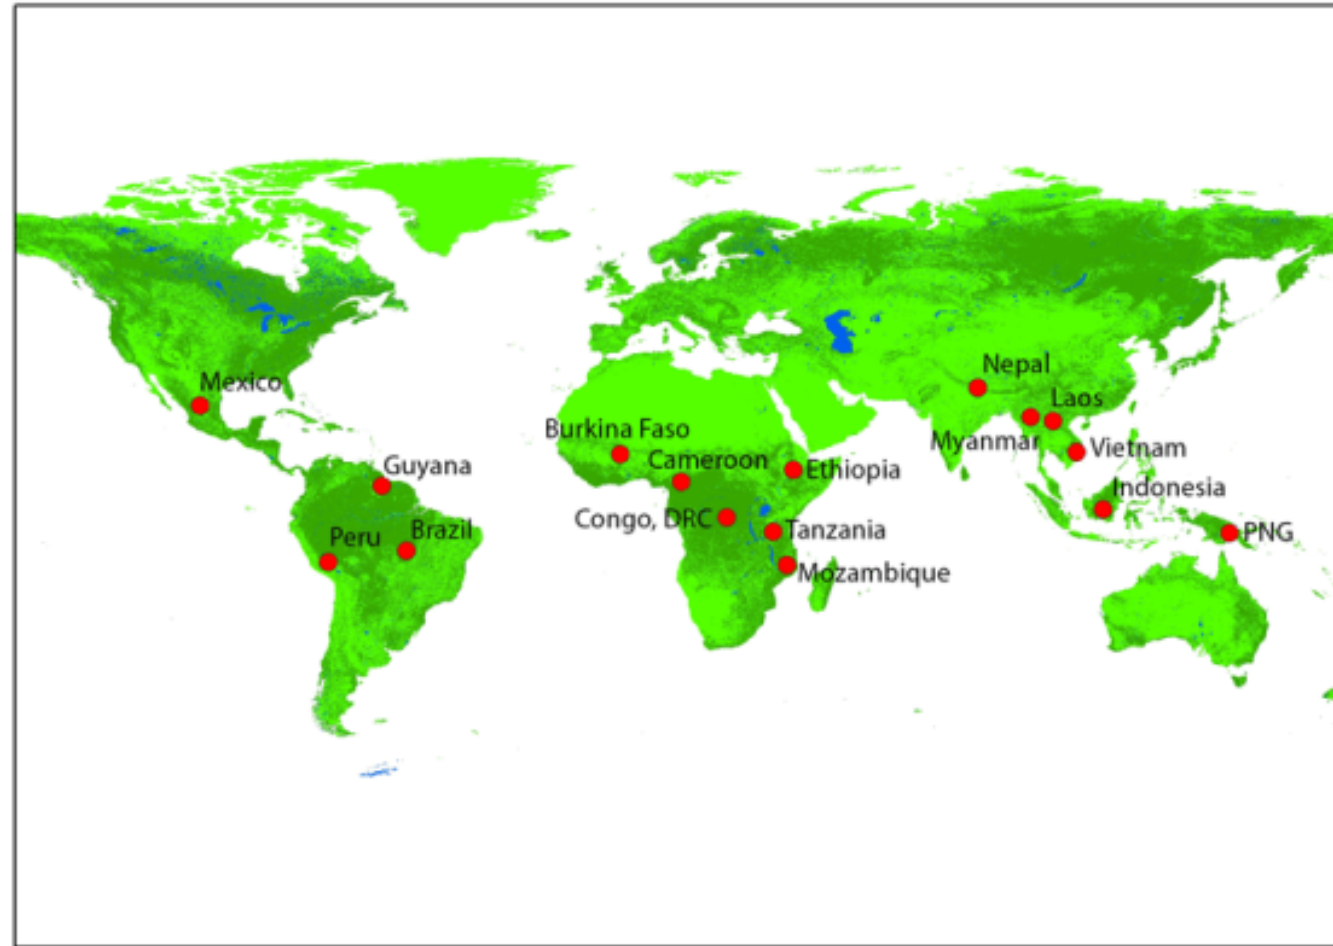 Nepal
Mexico
Laos
Burkina Faso
Myanmar
Vietnam
Cameroon
Guyana
Ethiopia
Indonesia
Congo, DRC
Brazil
Tanzania
PNG
Peru
Mozambique